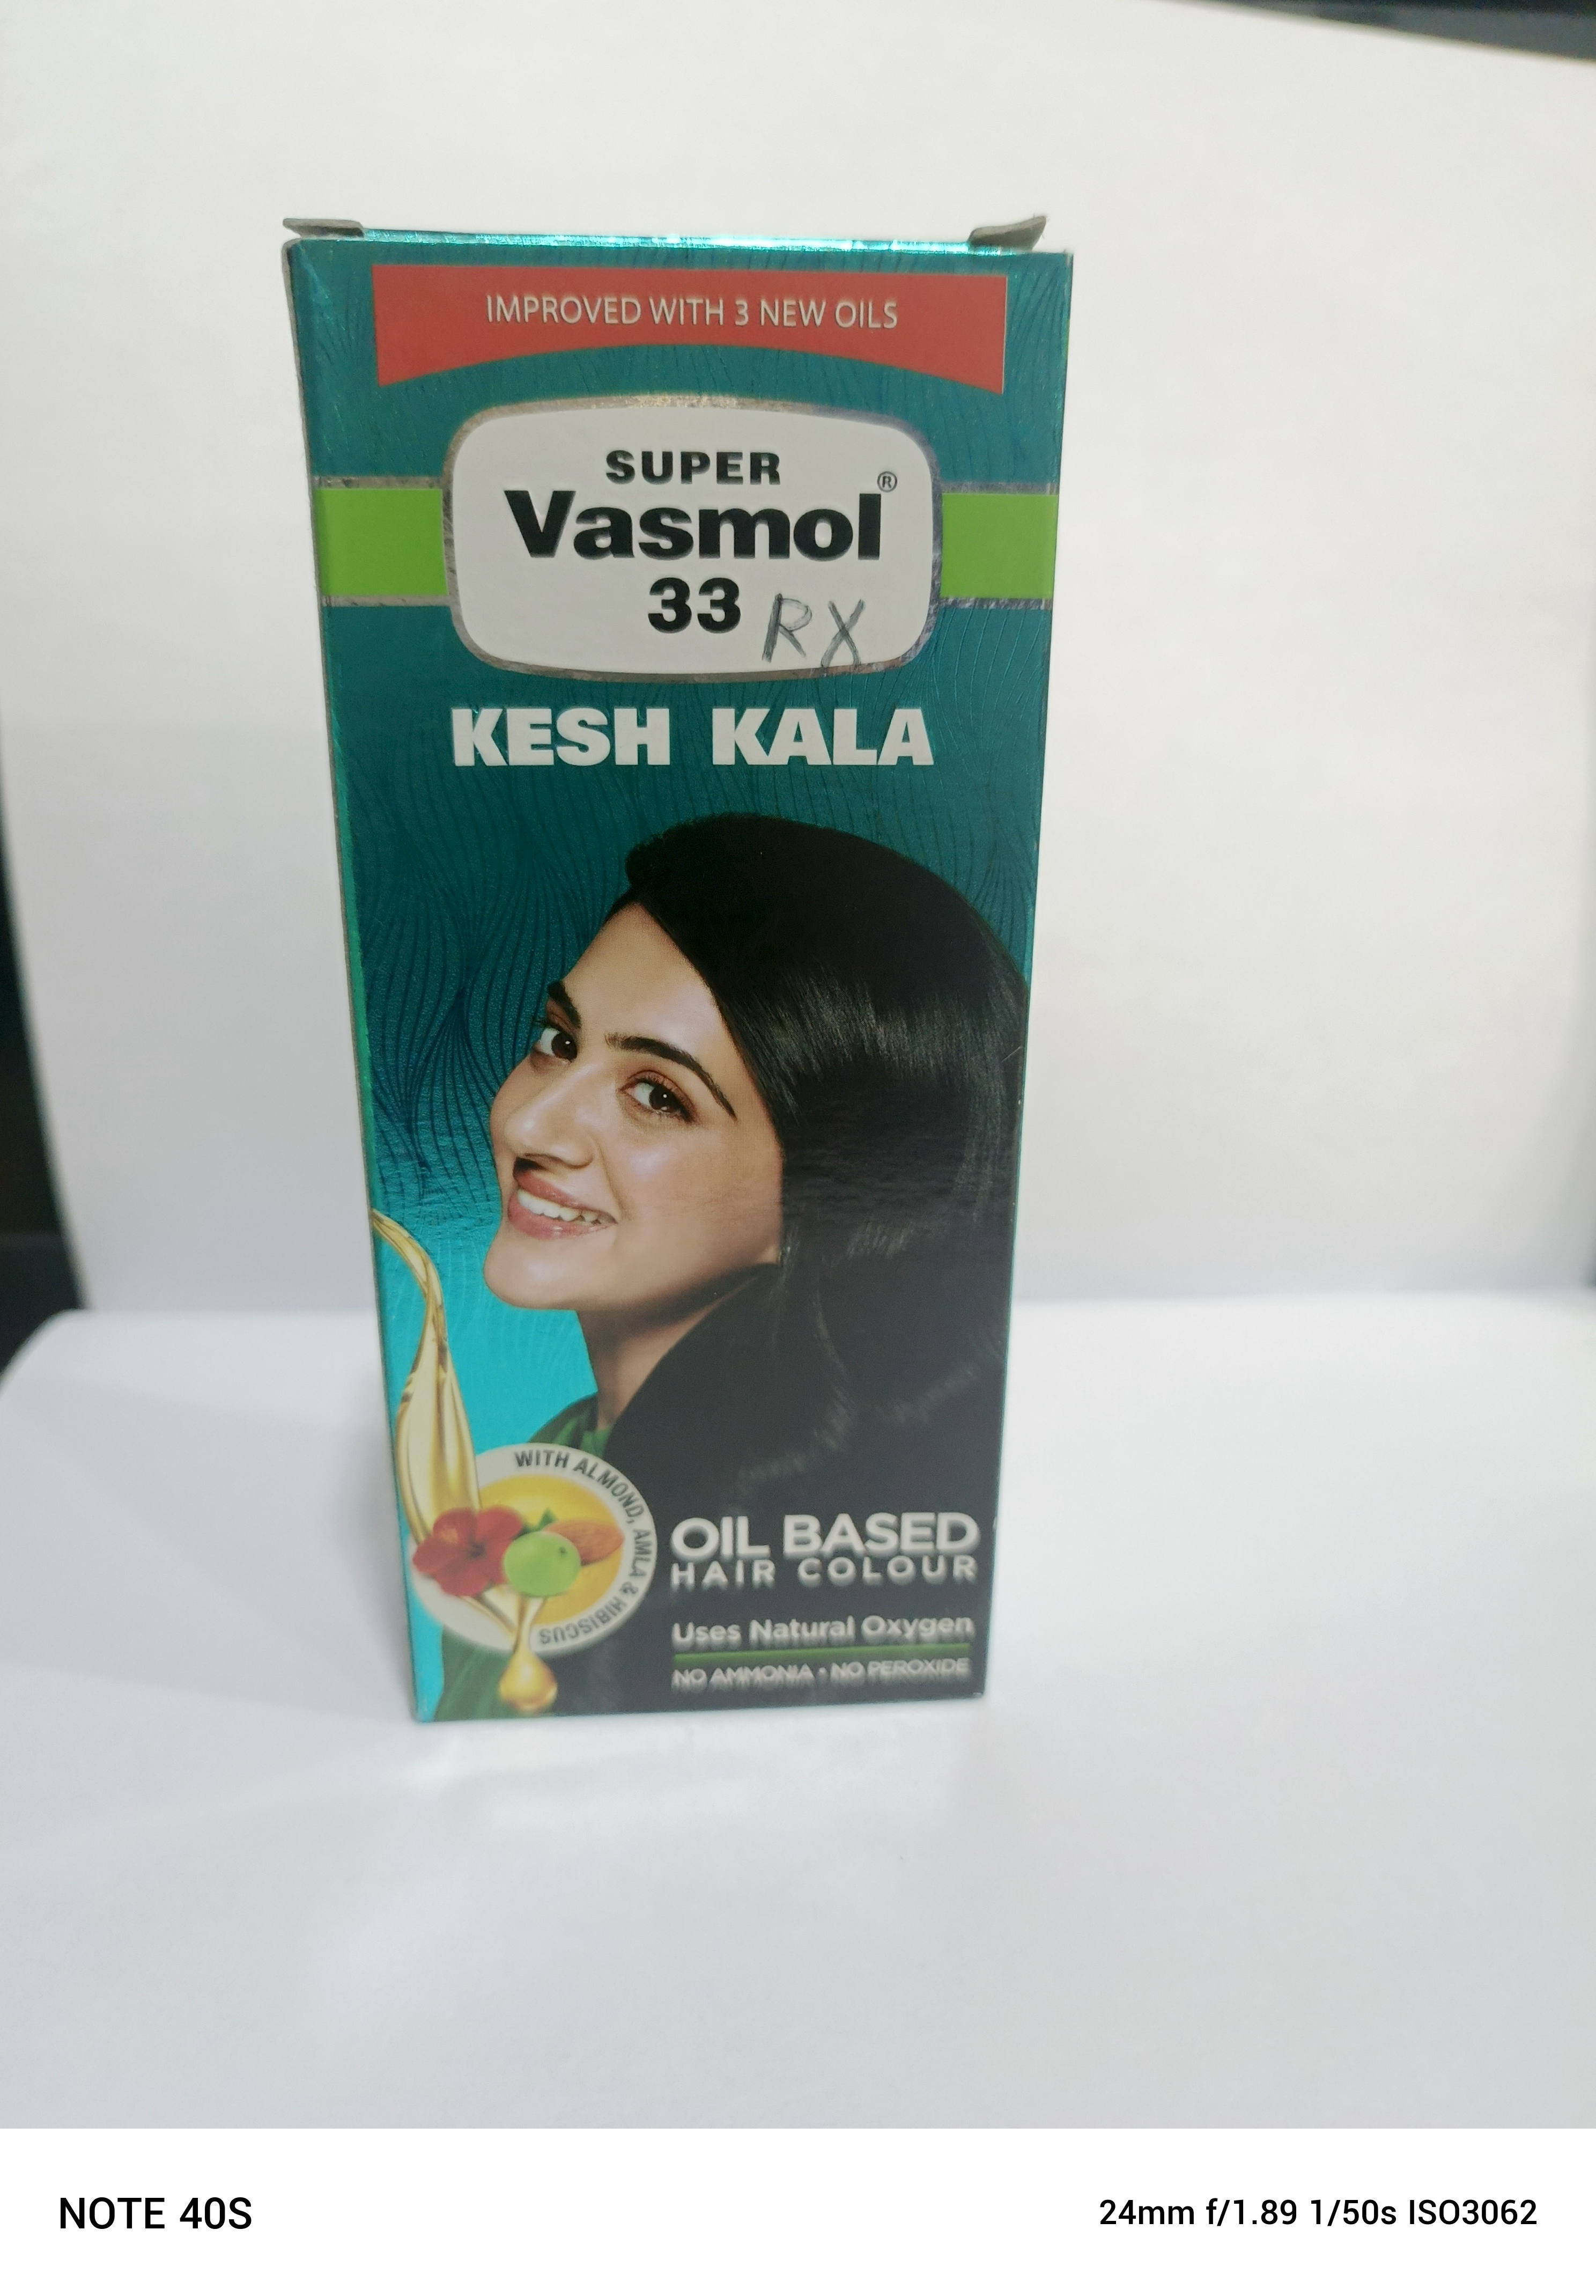 IMPROVED WITH 3 NEW OILS
SUPER
Vasmol®
33 RX
KESH KALA
WITH ALMOND, AMLA & HIBISCUS
OIL BASED
HAIR COLOUR
Uses Natural Oxygen
NO AMMONIA • NO PEROXIDE
NOTE 40S
24mm f/1.89 1/50s ISO3062